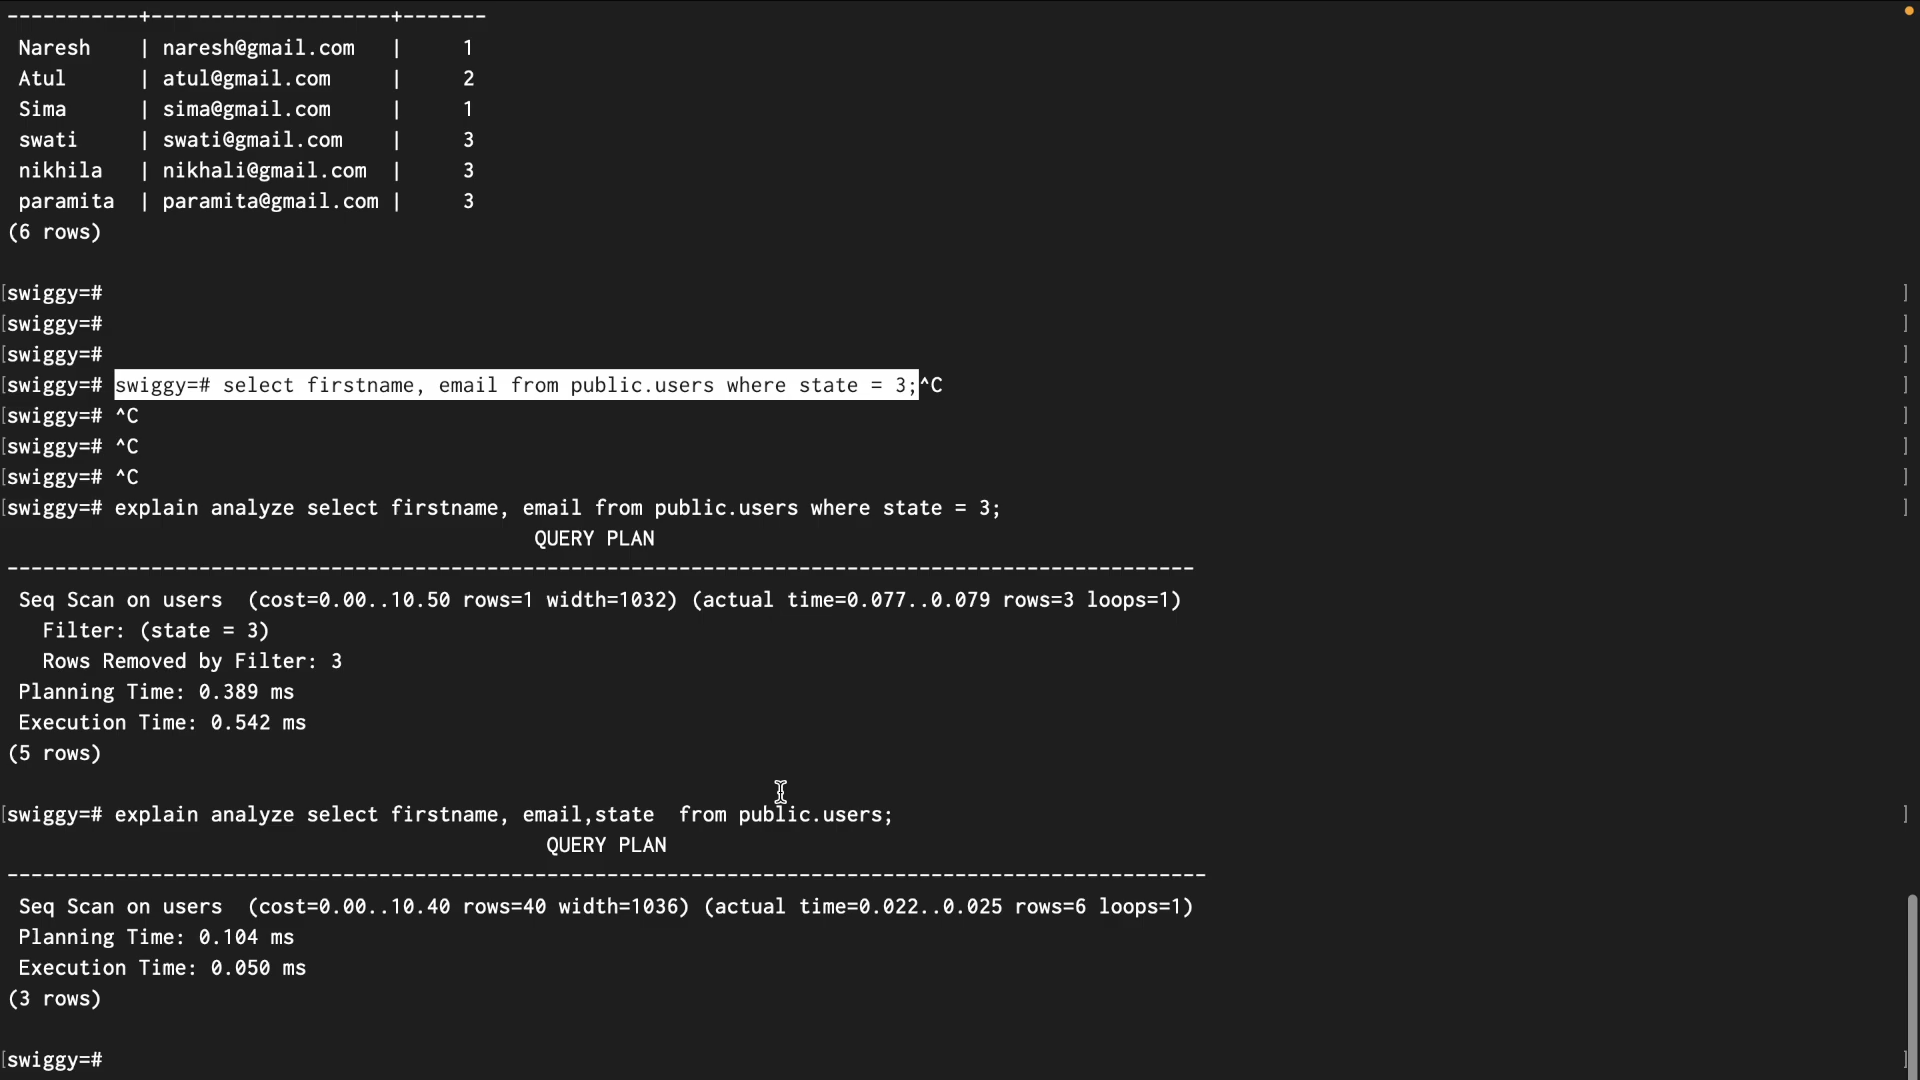 -----------+--------------------+-------
Naresh | naresh@gmail.com | 1
Atul | atul@gmail.com | 2
Sima | sima@gmail.com | 1
swati | swati@gmail.com | 3
nikhila | nikhali@gmail.com | 3
paramita | paramita@gmail.com | 3
(6 rows)
[swiggy=# ]
[swiggy=# ]
[swiggy=# ]
[swiggy=# swiggy=# select firstname, email from public.users where state = 3;^C ]
[swiggy=# ^C ]
[swiggy=# ^C ]
[swiggy=# ^C ]
[swiggy=# explain analyze select firstname, email from public.users where state = 3; ]
QUERY PLAN
---------------------------------------------------------------------------------------------------
Seq Scan on users  (cost=0.00..10.50 rows=1 width=1032) (actual time=0.077..0.079 rows=3 loops=1)
Filter: (state = 3)
Rows Removed by Filter: 3
Planning Time: 0.389 ms
Execution Time: 0.542 ms
(5 rows)
[swiggy=# explain analyze select firstname, email,state  from public.users; ]
QUERY PLAN
----------------------------------------------------------------------------------------------------
Seq Scan on users  (cost=0.00..10.40 rows=40 width=1036) (actual time=0.022..0.025 rows=6 loops=1)
Planning Time: 0.104 ms
Execution Time: 0.050 ms
(3 rows)
[swiggy=# ]